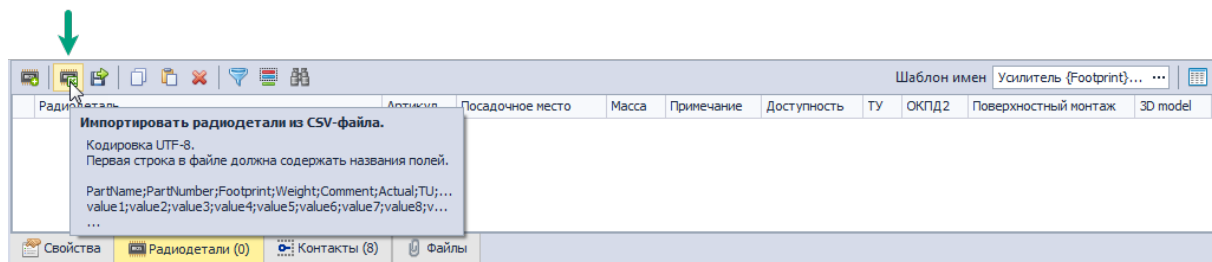 Шаблон имен Усилитель {Footprint}... ...
Радиодеталь Артикул Посадочное место Масса Примечание Доступность ТУ ОКПД2 Поверхностный монтаж 3D model
Импортировать радиодетали из CSV-файла.
Кодировка UTF-8.
Первая строка в файле должна содержать названия полей.
PartName;PartNumber;Footprint;Weight;Comment;Actual;TU;...
value1;value2;value3;value4;value5;value6;value7;value8;v...
...
Свойства Радиодетали (0) Контакты (8) Файлы